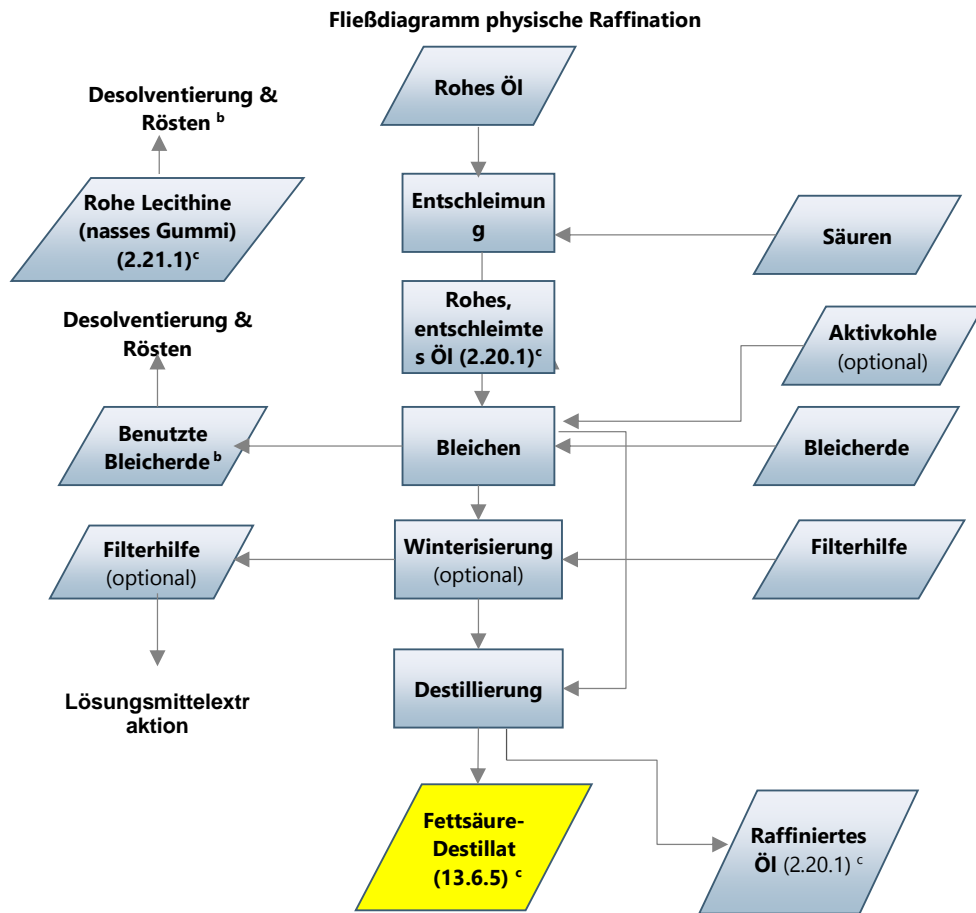 Fließdiagramm physische Raffination
Rohes Öl
Desolventierung &
Rösten b
Rohe Lecithine
(nasses Gummi)
(2.21.1)c
Entschleimun
g
Säuren
Rohes,
entschleimte
s Öl (2.20.1)c
Desolventierung &
Rösten
Aktivkohle
(optional)
Benutzte
Bleicherde b
Bleichen
Bleicherde
Filterhilfe
(optional)
Winterisierung
(optional)
Filterhilfe
Destillierung
Lösungsmittelextr
aktion
Fettsäure-
Destillat
(13.6.5) c
Raffiniertes
Öl (2.20.1) c